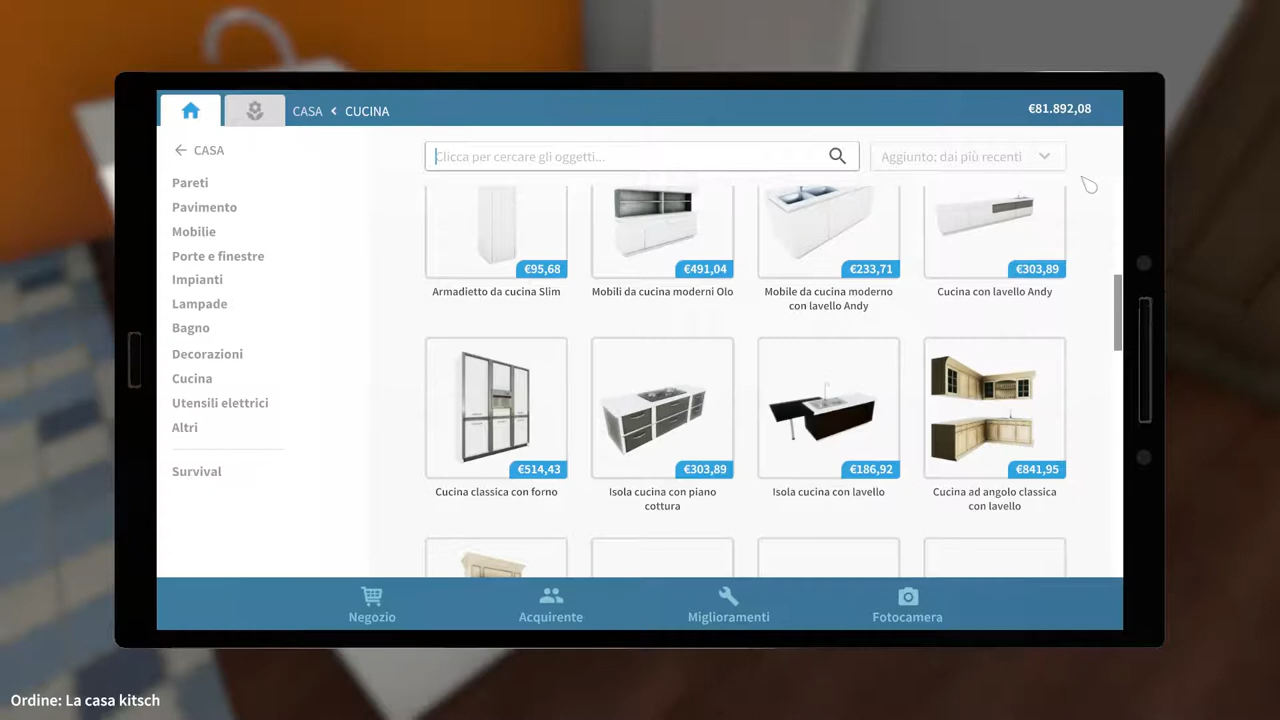 CASA
CUCINA
€81.892,08
CASA
Clicca per cercare gli oggetti...
Aggiunto: dai più recenti
Pareti
Pavimento
Mobilie
Porte e finestre
Impianti
Lampade
Bagno
Decorazioni
Cucina
Utensili elettrici
Altri
Survival
€95,68
€491,04
€233,71
€303,89
Armadietto da cucina Slim
Mobili da cucina moderni Olo
Mobile da cucina moderno
con lavello Andy
Cucina con lavello Andy
€514,43
€303,89
€186,92
€841,95
Cucina classica con forno
Isola cucina con piano
cottura
Isola cucina con lavello
Cucina ad angolo classica
con lavello
Negozio
Acquirente
Miglioramenti
Fotocamera
Ordine: La casa kitsch